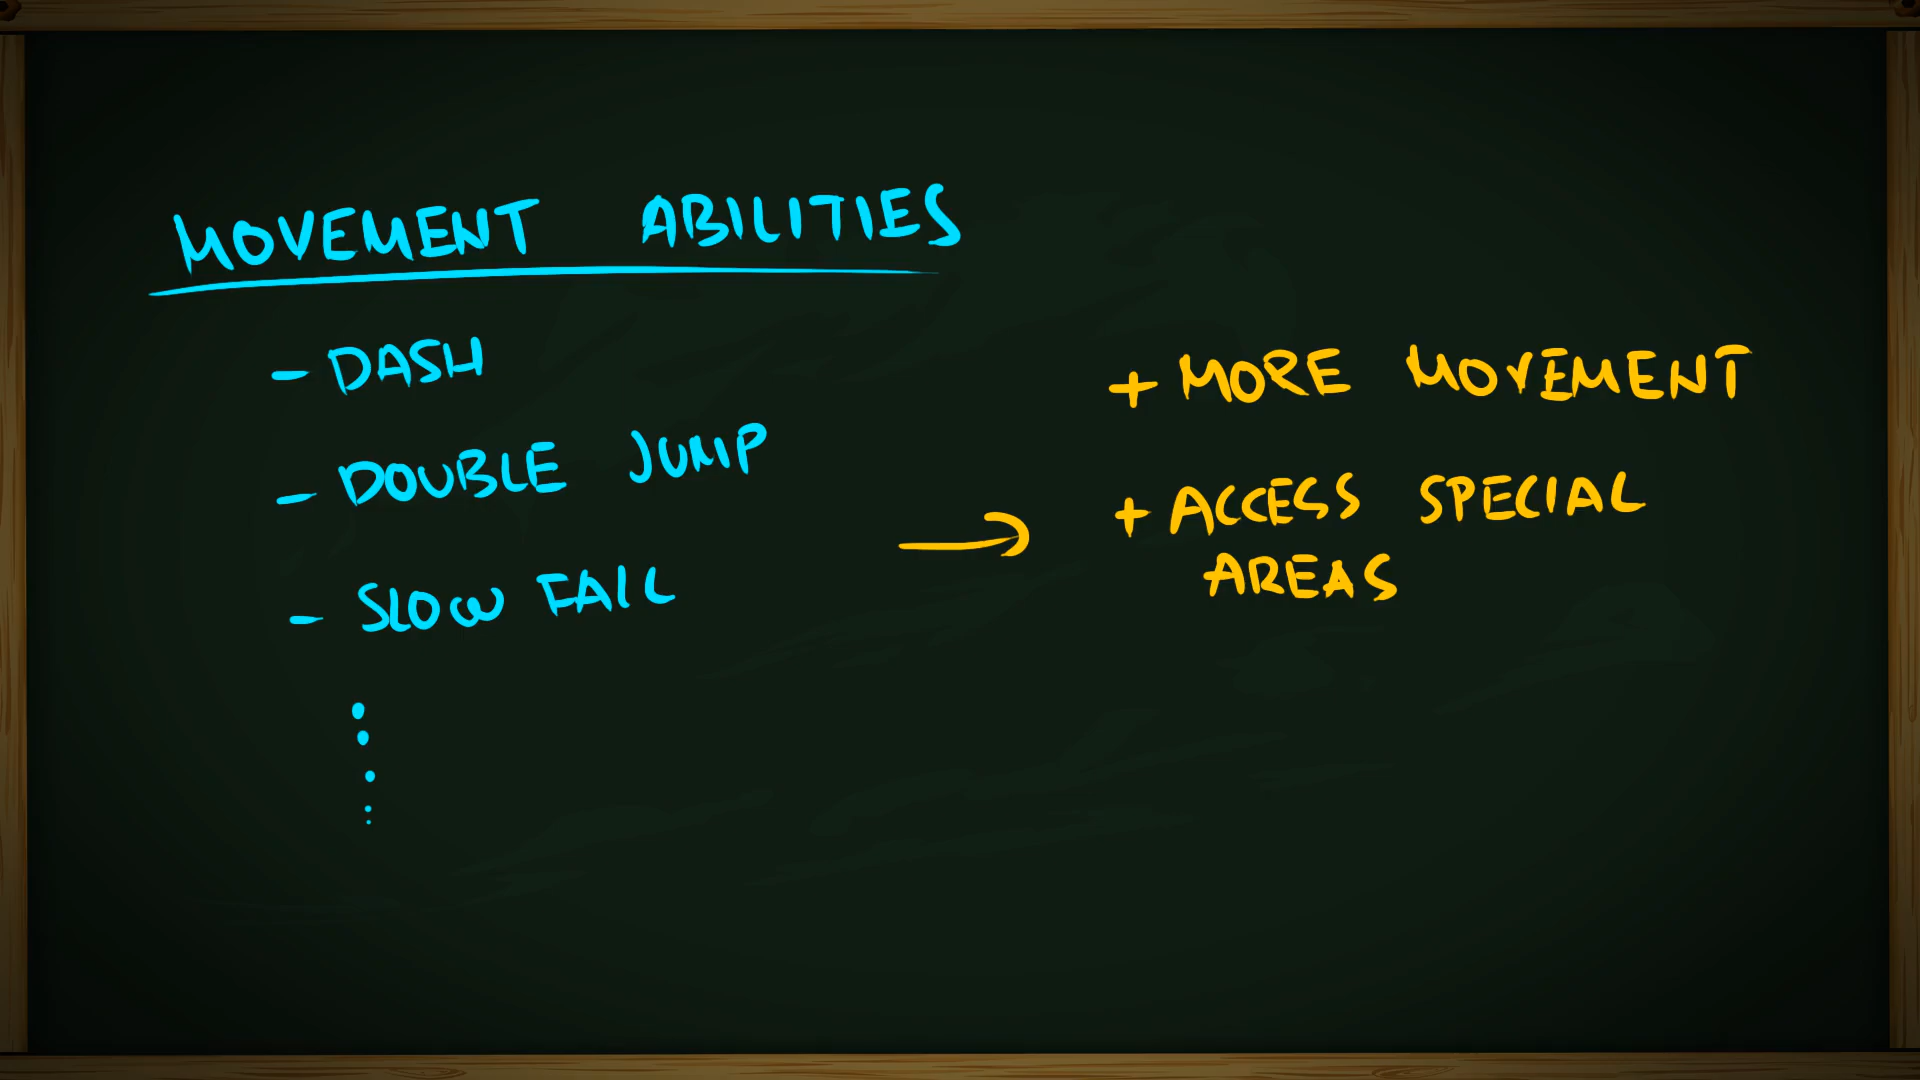 MOVEMENT ABILITIES
- DASH
- DOUBLE JUMP
- SLOW FALL
+ MORE MOVEMENT
+ ACCESS SPECIAL
AREAS